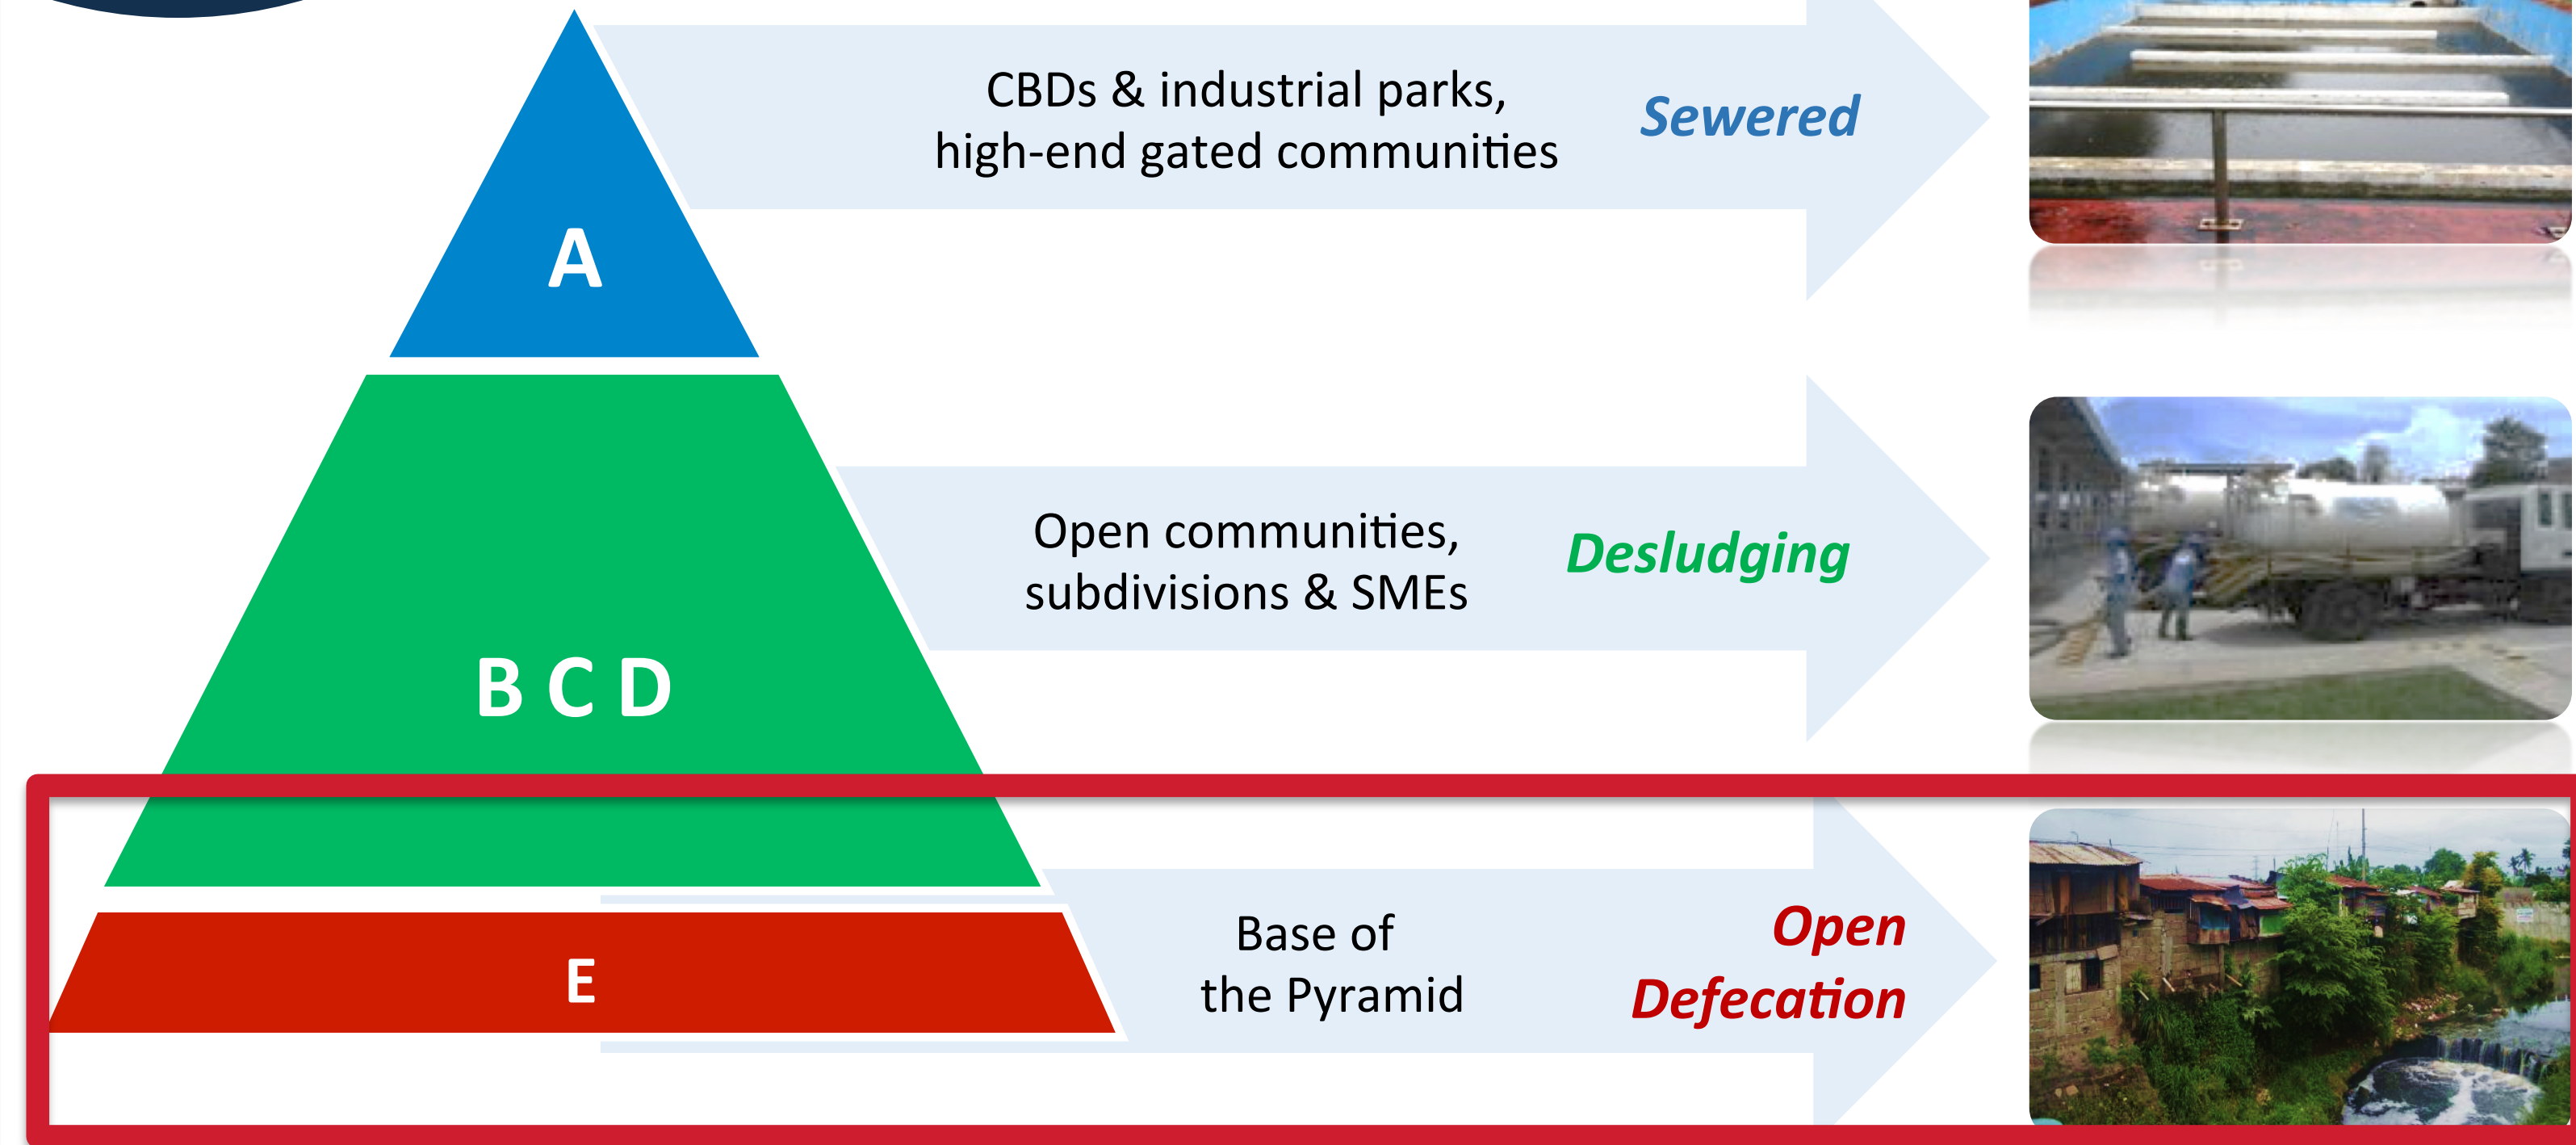 A
CBDs & industrial parks,
high-end gated communities
Sewered
B C D
Open communities,
subdivisions & SMEs
Desludging
E
Base of
the Pyramid
Open
Defecation